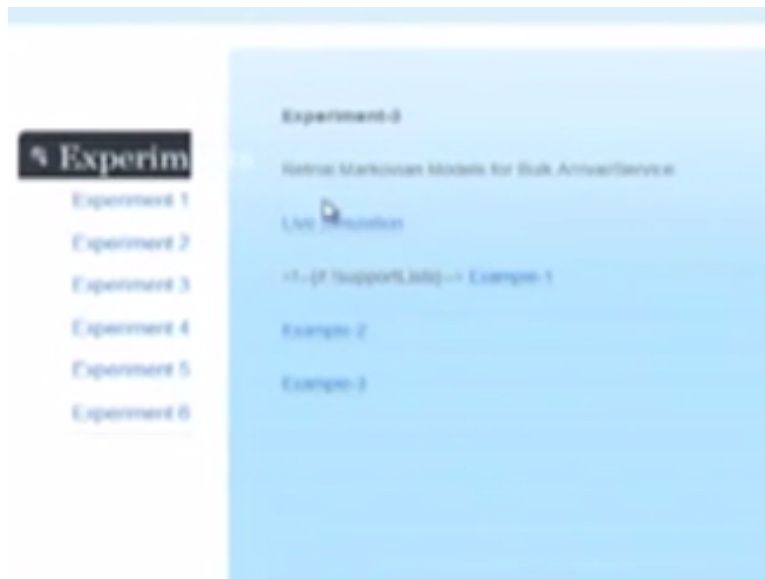 Experim
Experiment 1
Experiment 2
Experiment 3
Experiment 4
Experiment 5
Experiment 6
Experiment-3
Markovian Models for Bulk Arrival/Service
Live Simulation
<!--[if !supportLists]--> Example-1
Example-2
Example-3